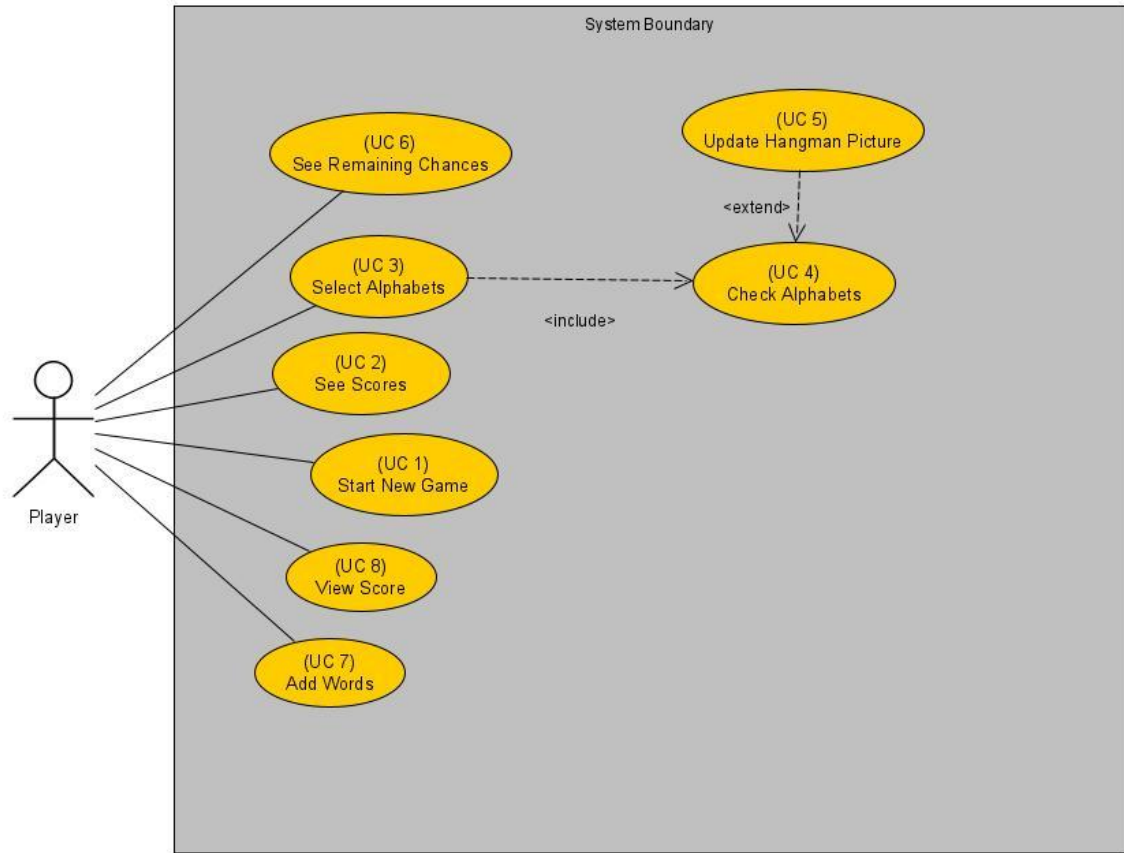 System Boundary
(UC 6)
See Remaining Chances
(UC 5)
Update Hangman Picture
<extend>
(UC 3)
Select Alphabets
(UC 4)
Check Alphabets
<include>
(UC 2)
See Scores
(UC 1)
Start New Game
Player
(UC 8)
View Score
(UC 7)
Add Words